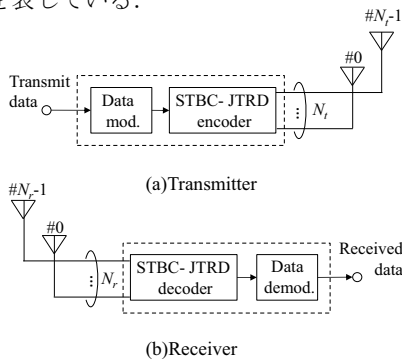 を表している.
#N_t-1
#0
Transmit
data
Data
mod.
STBC- JTRD
encoder
...
N_t
(a)Transmitter
#N_r-1
#0
...
N_r
STBC- JTRD
decoder
Data
demod.
Received
data
(b)Receiver